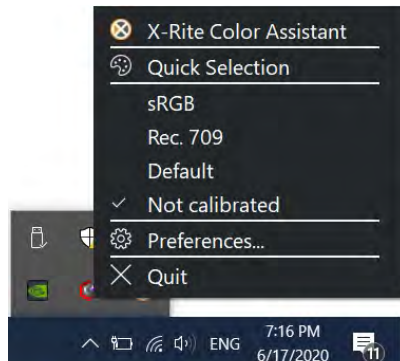 X-Rite Color Assistant
Quick Selection
sRGB
Rec. 709
Default
Not calibrated
Preferences...
Quit
ENG
7:16 PM
6/17/2020
11